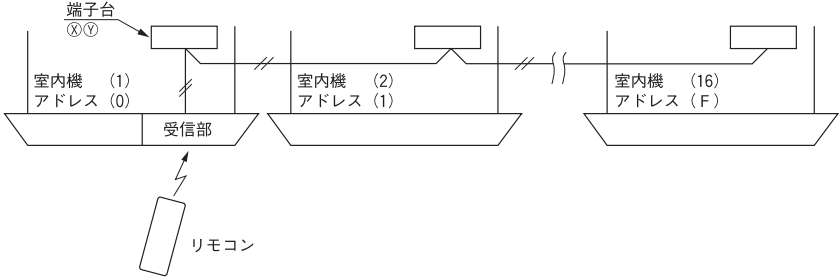 端子台
ⓍⓎ
室内機 (1)
アドレス(0)
受信部
室内機 (2)
アドレス(1)
室内機 (16)
アドレス( F )
リモコン